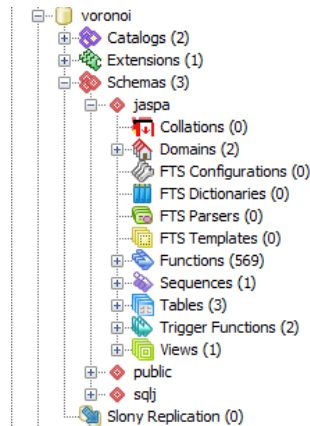 voronoi
Catalogs (2)
Extensions (1)
Schemas (3)
jaspa
Collations (0)
Domains (2)
FTS Configurations (0)
FTS Dictionaries (0)
FTS Parsers (0)
FTS Templates (0)
Functions (569)
Sequences (1)
Tables (3)
Trigger Functions (2)
Views (1)
public
sqlj
Slony Replication (0)